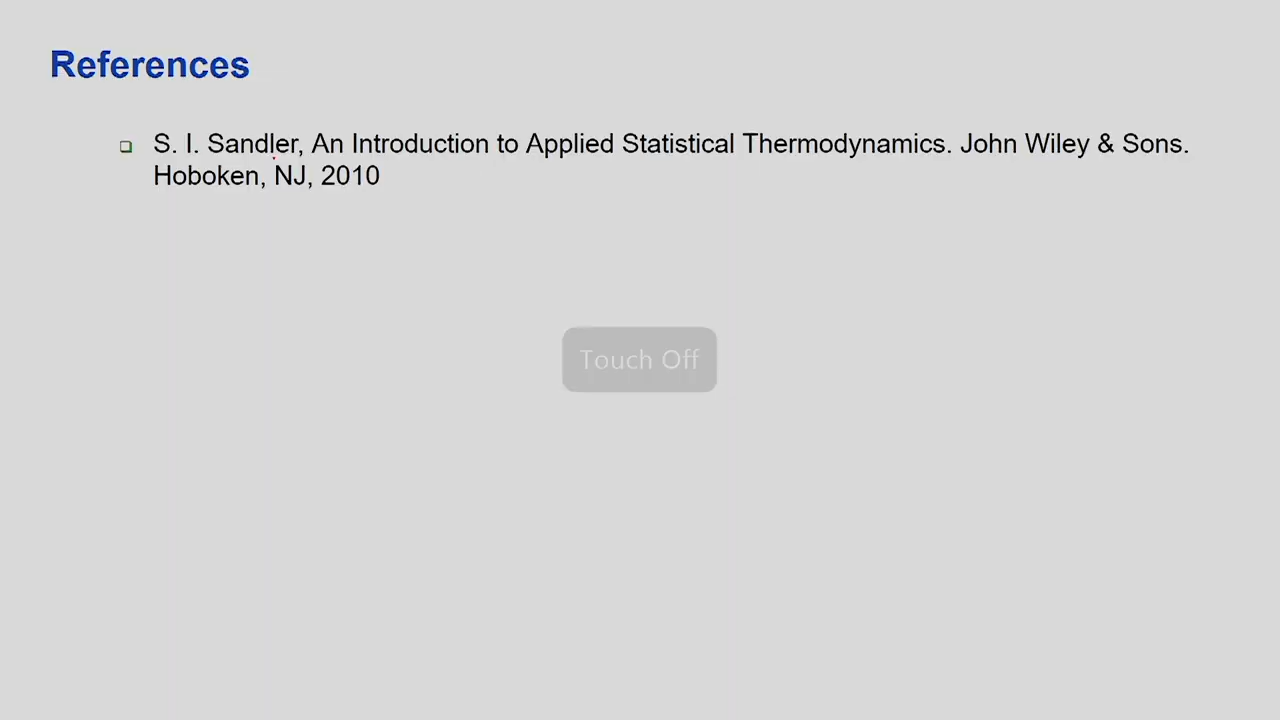 References
S. I. Sandler, An Introduction to Applied Statistical Thermodynamics. John Wiley & Sons.
Hoboken, NJ, 2010
Touch Off